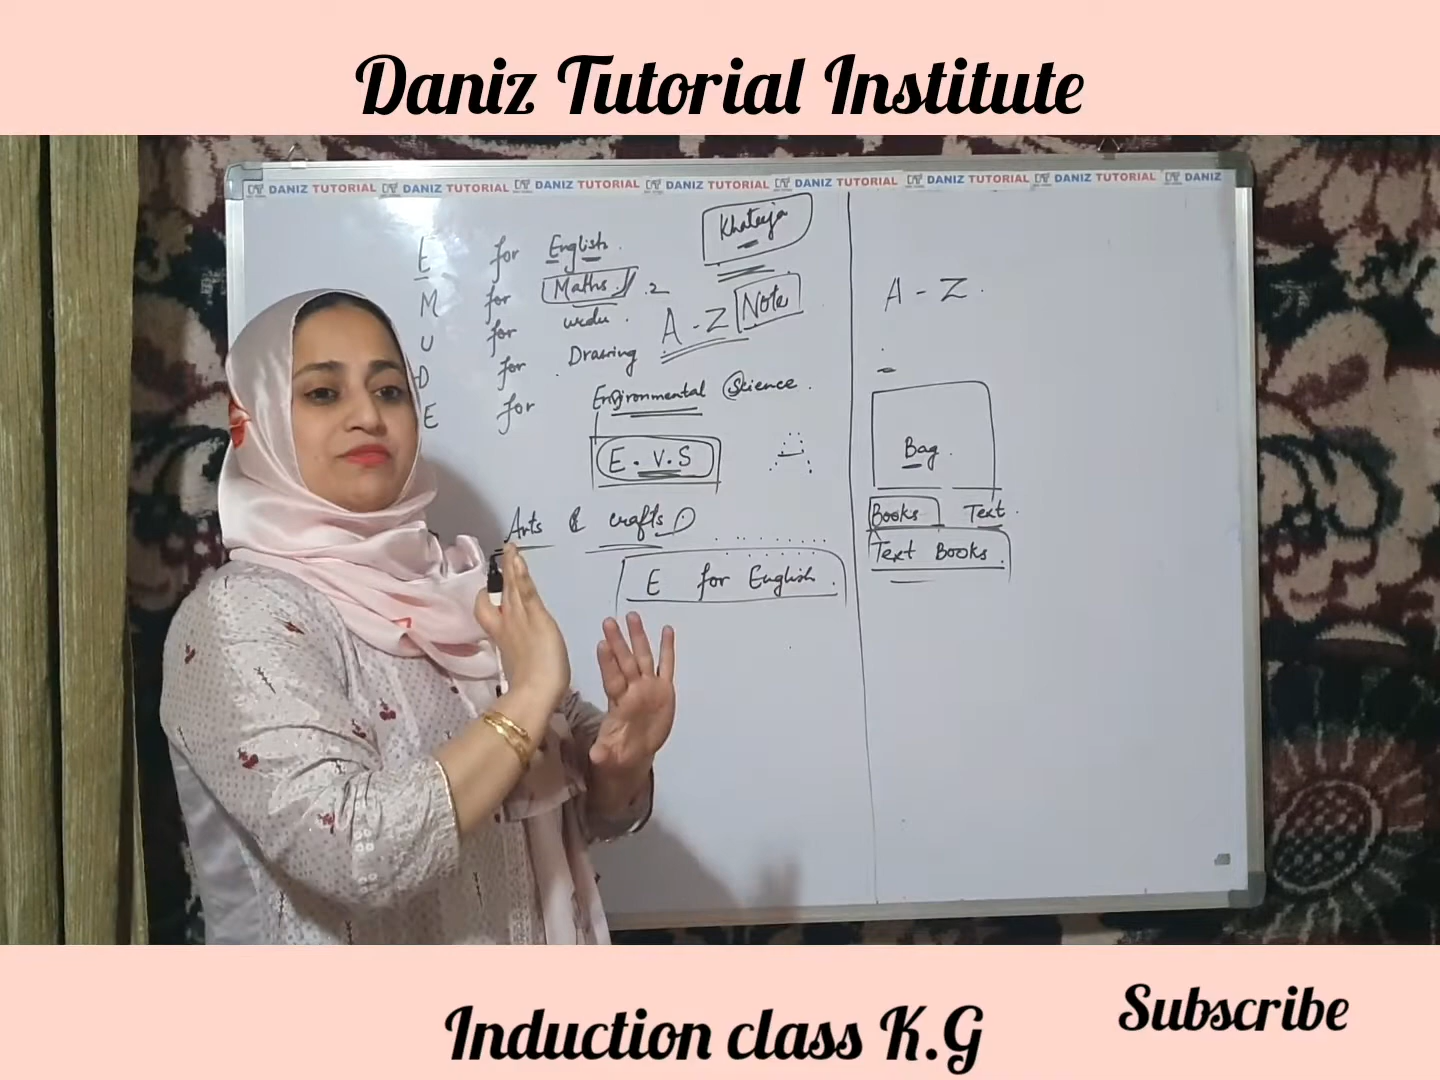 Daniz Tutorial Institute
DANIZ TUTORIAL DANIZ TUTORIAL DANIZ TUTORIAL DANIZ TUTORIAL DANIZ TUTORIAL DANIZ TUTORIAL DANIZ TUTORIAL DANIZ
E for English.
Khateeja
M for Maths. 2
U for urdu.
A - Z Note
D for Drawing
E for Environmental Science.
E.V.S
Arts & crafts
E for English.
A - Z.
Bag.
Books Text.
Text Books.
Induction class K.G
Subscribe